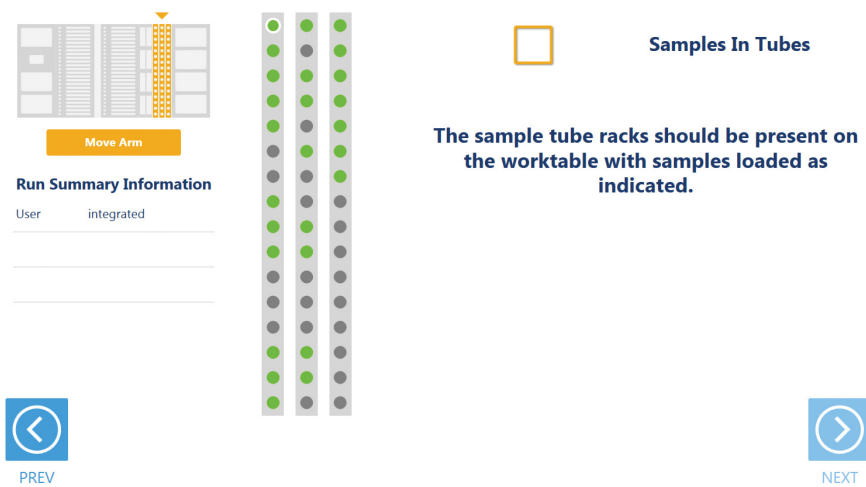 Move Arm
Run Summary Information
User integrated
Samples In Tubes
The sample tube racks should be present on
the worktable with samples loaded as
indicated.
PREV
NEXT